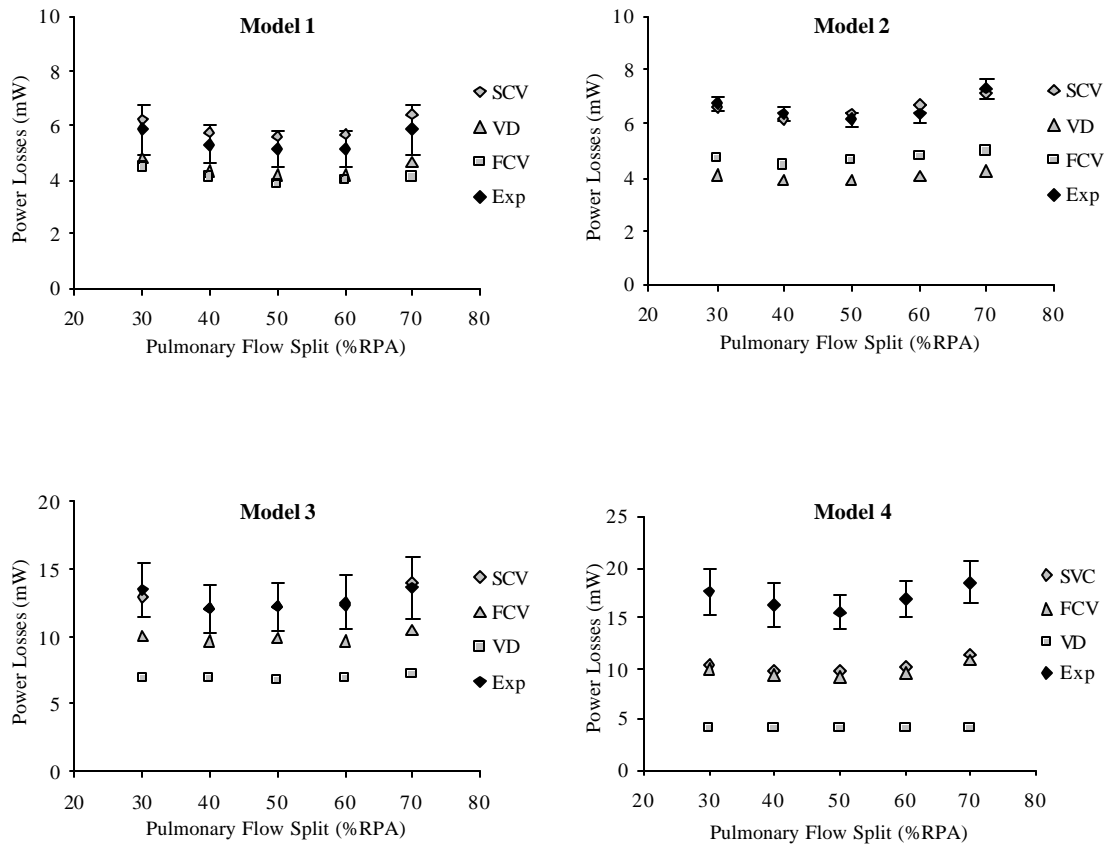 Model 1
Power Losses (mW)
10
8
6
4
2
0
20 30 40 50 60 70 80
Pulmonary Flow Split (%RPA)
SCV
VD
FCV
Exp
Model 2
Power Losses (mW)
10
8
6
4
2
0
20 30 40 50 60 70 80
Pulmonary Flow Split (%RPA)
SCV
VD
FCV
Exp
Model 3
Power Losses (mW)
20
15
10
5
0
20 30 40 50 60 70 80
Pulmonary Flow Split (%RPA)
SCV
FCV
VD
Exp
Model 4
Power Losses (mW)
25
20
15
10
5
0
20 30 40 50 60 70 80
Pulmonary Flow Split (%RPA)
SVC
FCV
VD
Exp